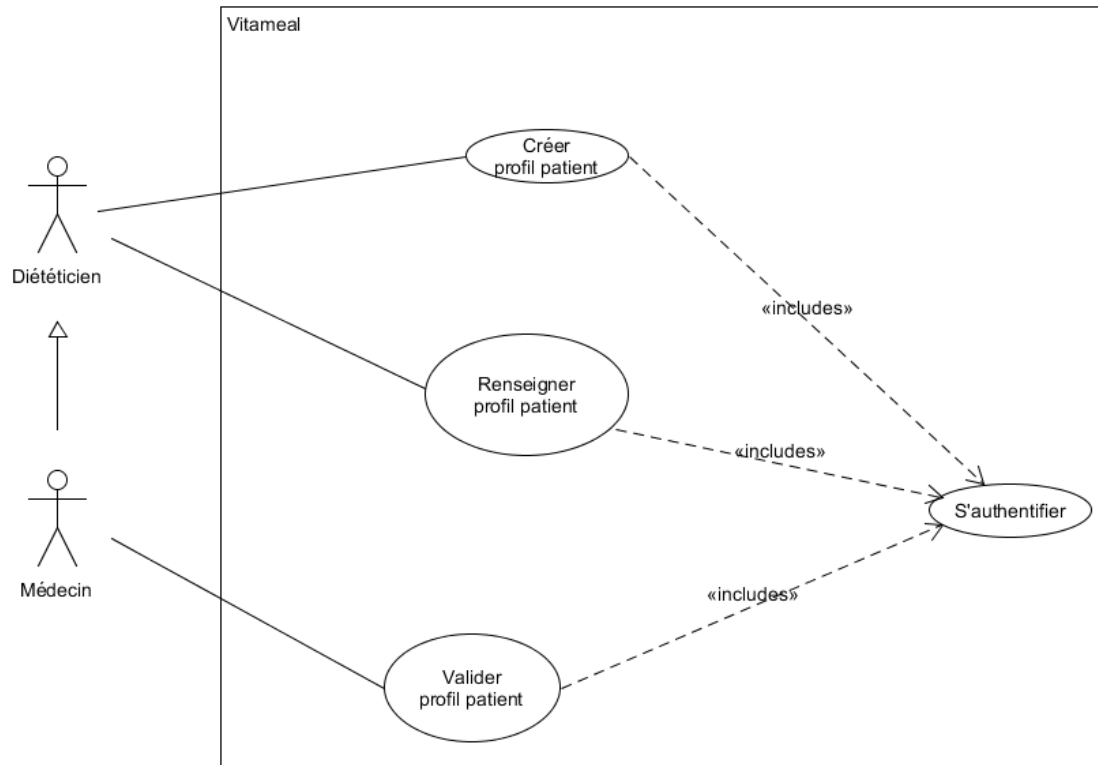 Vitameal
Créer
profil patient
Diététicien
«includes»
Renseigner
profil patient
«includes»
S'authentifier
Médecin
«includes»
Valider
profil patient